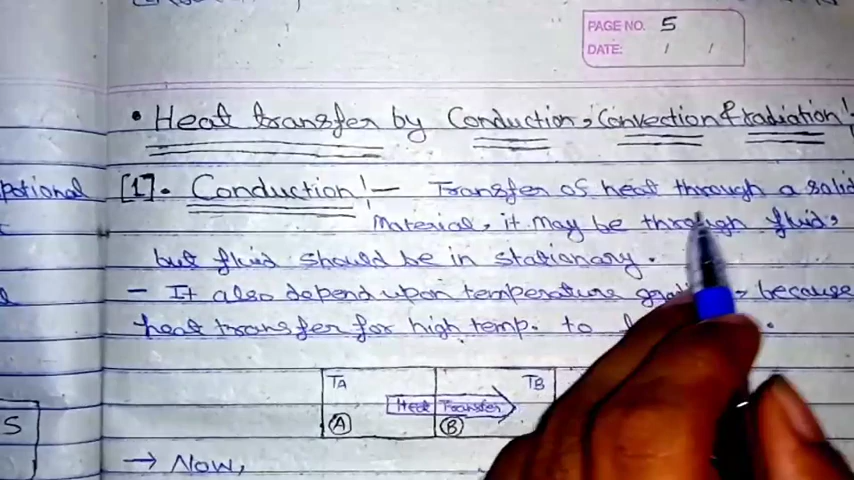 PAGE NO. 5
DATE: / /
• Heat transfer by Conduction, Convection & radiation!
[1]. Conduction!— Transfer of heat through a solid
Material, it may be through fluid,
but fluid should be in stationary.
- It also depend upon temperature because
heat transfer for high temp. to
TA TB
Heat Transfer
A B
→ Now,
potional
S